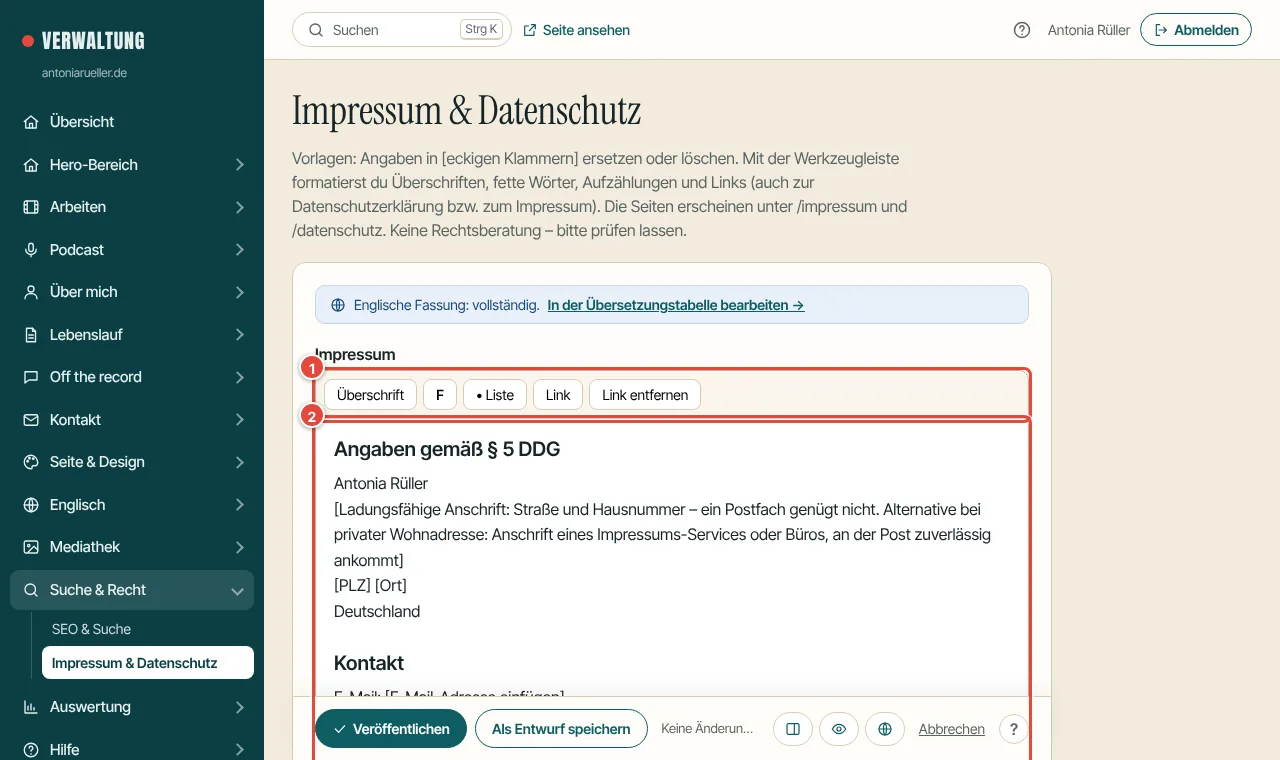 VERWALTUNG
antoniarueller.de
Übersicht
Hero-Bereich
Arbeiten
Podcast
Über mich
Lebenslauf
Off the record
Kontakt
Seite & Design
Englisch
Mediathek
Suche & Recht
SEO & Suche
Impressum & Datenschutz
Auswertung
Hilfe
Suchen
Strg K
Seite ansehen
Antonia Rüller
Abmelden
Impressum & Datenschutz
Vorlagen: Angaben in [eckigen Klammern] ersetzen oder löschen. Mit der Werkzeugleiste
formatierst du Überschriften, fette Wörter, Aufzählungen und Links (auch zur
Datenschutzerklärung bzw. zum Impressum). Die Seiten erscheinen unter /impressum und
/datenschutz. Keine Rechtsberatung – bitte prüfen lassen.
Englische Fassung: vollständig. In der Übersetzungstabelle bearbeiten →
Impressum
1
Überschrift
F
• Liste
Link
Link entfernen
2
Angaben gemäß § 5 DDG
Antonia Rüller
[Ladungsfähige Anschrift: Straße und Hausnummer – ein Postfach genügt nicht. Alternative bei
privater Wohnadresse: Anschrift eines Impressums-Services oder Büros, an der Post zuverlässig
ankommt]
[PLZ] [Ort]
Deutschland
Kontakt
E-Mail: [E-Mail-Adresse einfügen]
Veröffentlichen
Als Entwurf speichern
Keine Änderun...
Abbrechen
?